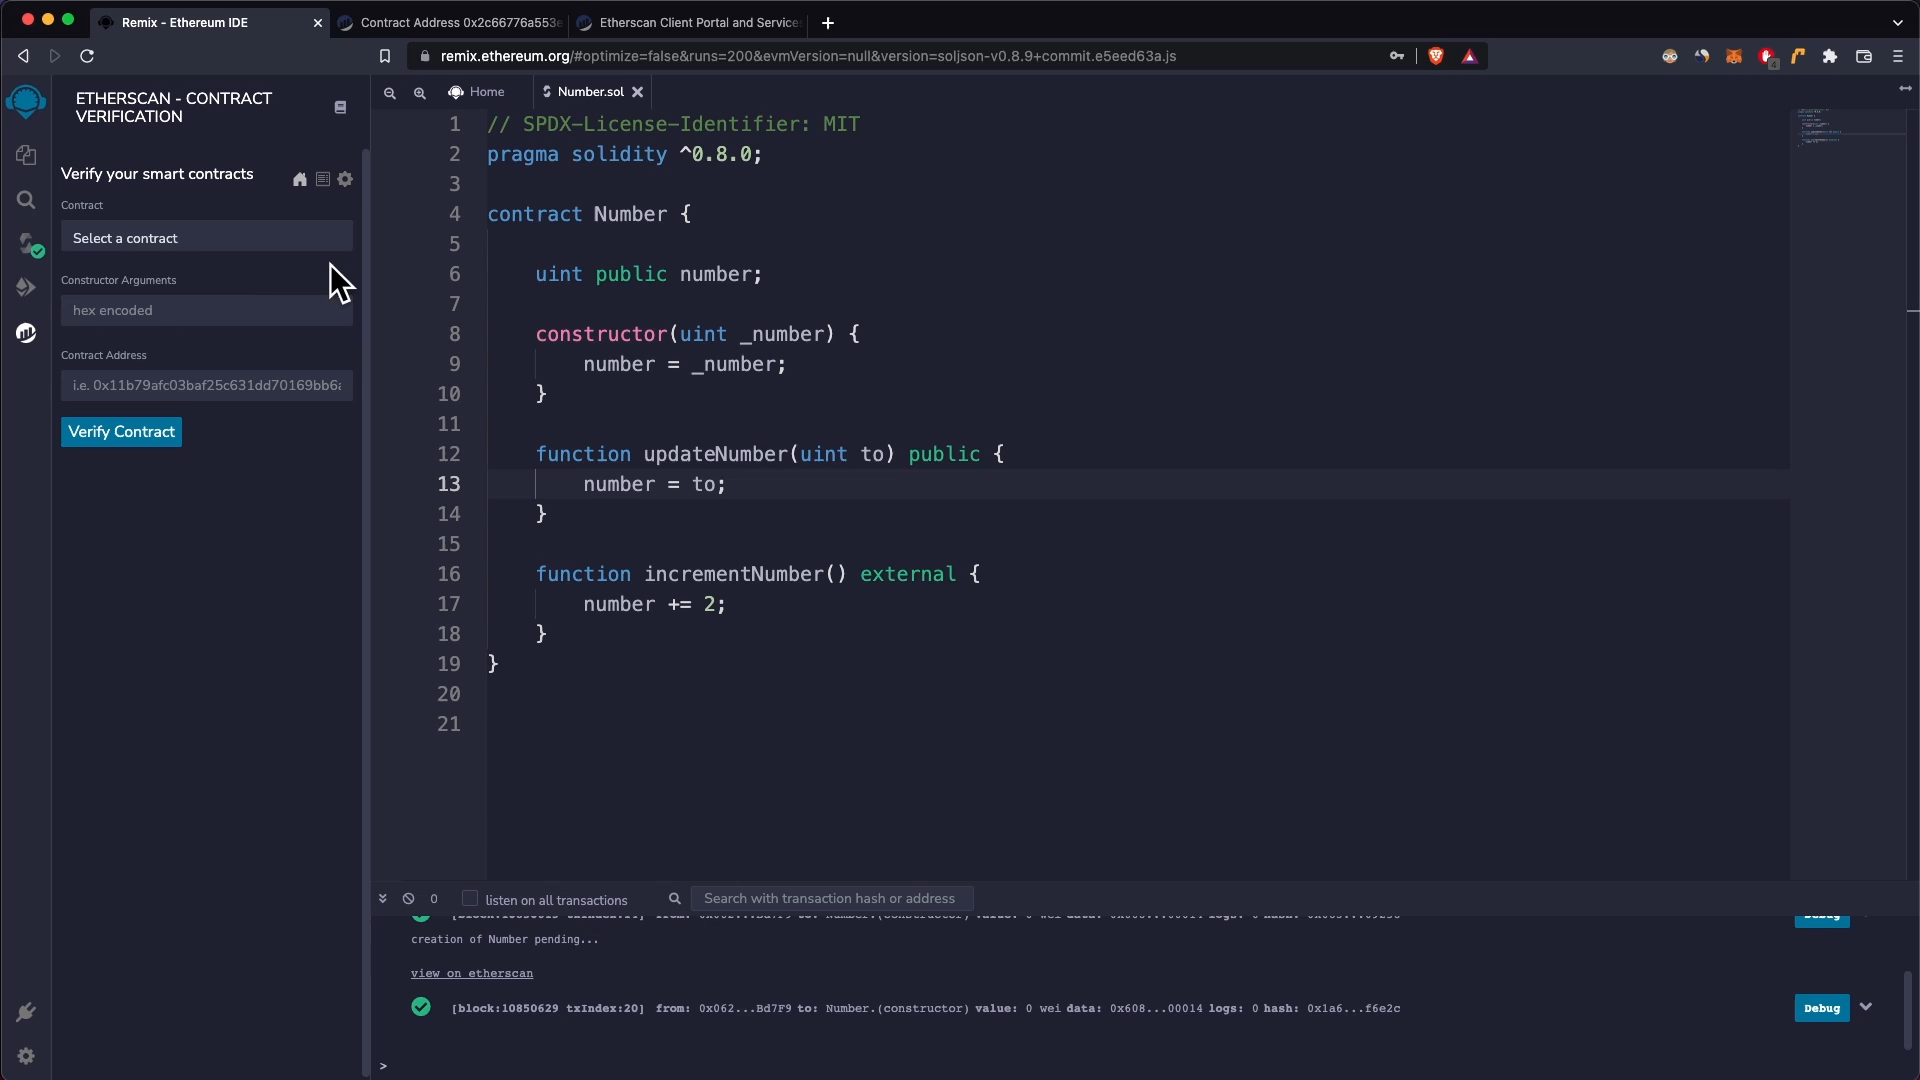 Remix - Ethereum IDE
Contract Address 0x2c66776a553e
Etherscan Client Portal and Service
remix.ethereum.org/#optimize=false&runs=200&evmVersion=null&version=soljson-v0.8.9+commit.e5eed63a.js
4
ETHERSCAN - CONTRACT
VERIFICATION
Verify your smart contracts
Contract
Select a contract
Constructor Arguments
hex encoded
Contract Address
i.e. 0x11b79afc03baf25c631dd70169bb6a
Verify Contract
Home
Number.sol
1 // SPDX-License-Identifier: MIT
2 pragma solidity ^0.8.0;
3
4 contract Number {
5
6 uint public number;
7
8 constructor(uint _number) {
9 number = _number;
10 }
11
12 function updateNumber(uint to) public {
13 number = to;
14 }
15
16 function incrementNumber() external {
17 number += 2;
18 }
19 }
20
21
0 listen on all transactions Search with transaction hash or address
creation of Number pending...
view on etherscan
[block:10850629 txIndex:20] from: 0x062...Bd7F9 to: Number.(constructor) value: 0 wei data: 0x608...00014 logs: 0 hash: 0x1a6...f6e2c
Debug
>